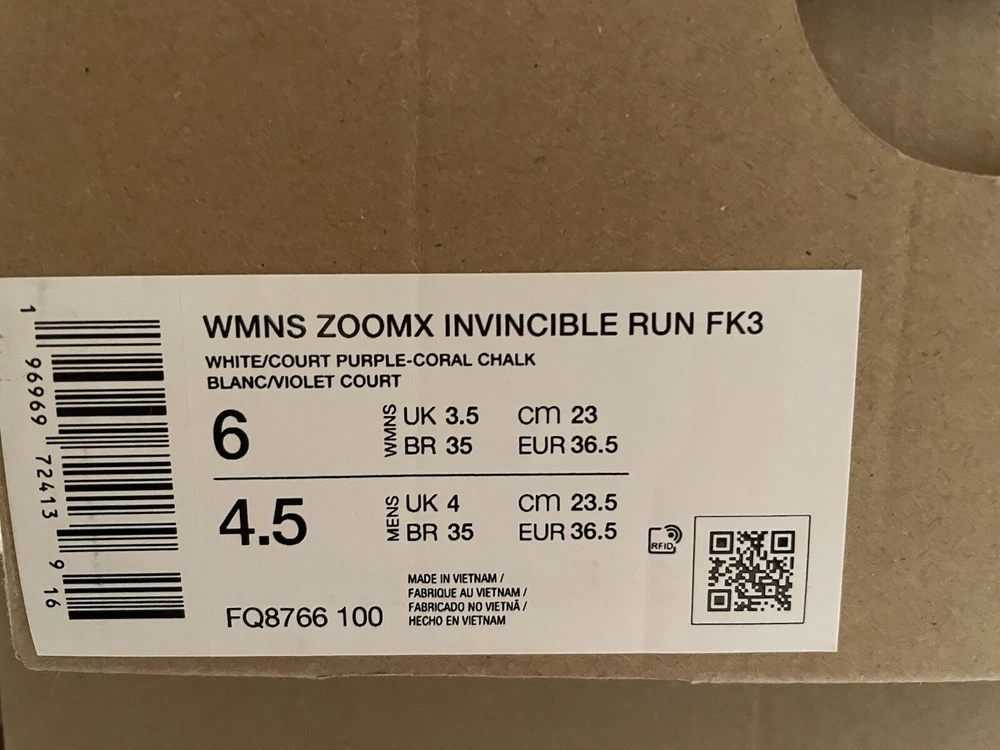 1 96969 72413 9 16
WMNS ZOOMX INVINCIBLE RUN FK3
WHITE/COURT PURPLE-CORAL CHALK
BLANC/VIOLET COURT
6 WMNS UK 3.5 CM 23
BR 35 EUR 36.5
4.5 MENS UK 4 CM 23.5
BR 35 EUR 36.5
RFID
FQ8766 100
MADE IN VIETNAM /
FABRIQUE AU VIETNAM /
FABRICADO NO VIETNÃ /
HECHO EN VIETNAM